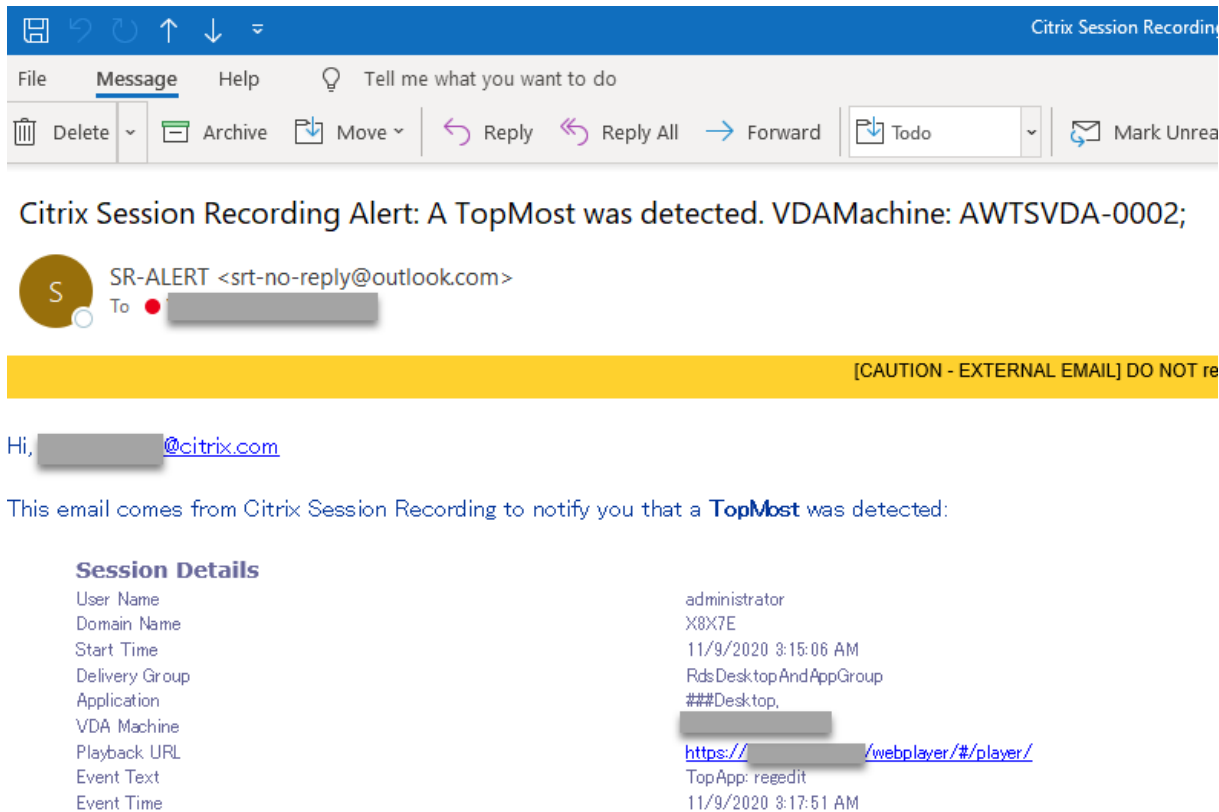 Citrix Session Recording
File Message Help Tell me what you want to do
Delete Archive Move Reply Reply All Forward Todo Mark Unrea
Citrix Session Recording Alert: A TopMost was detected. VDAMachine: AWTSVDA-0002;
S
SR-ALERT <srt-no-reply@outlook.com>
To
[CAUTION - EXTERNAL EMAIL] DO NOT re
Hi, @citrix.com
This email comes from Citrix Session Recording to notify you that a TopMost was detected:
Session Details
User Name administrator
Domain Name X8X7E
Start Time 11/9/2020 3:15:06 AM
Delivery Group RdsDesktopAndAppGroup
Application ###Desktop,
VDA Machine
Playback URL https:// /webplayer/#/player/
Event Text TopApp: regedit
Event Time 11/9/2020 3:17:51 AM